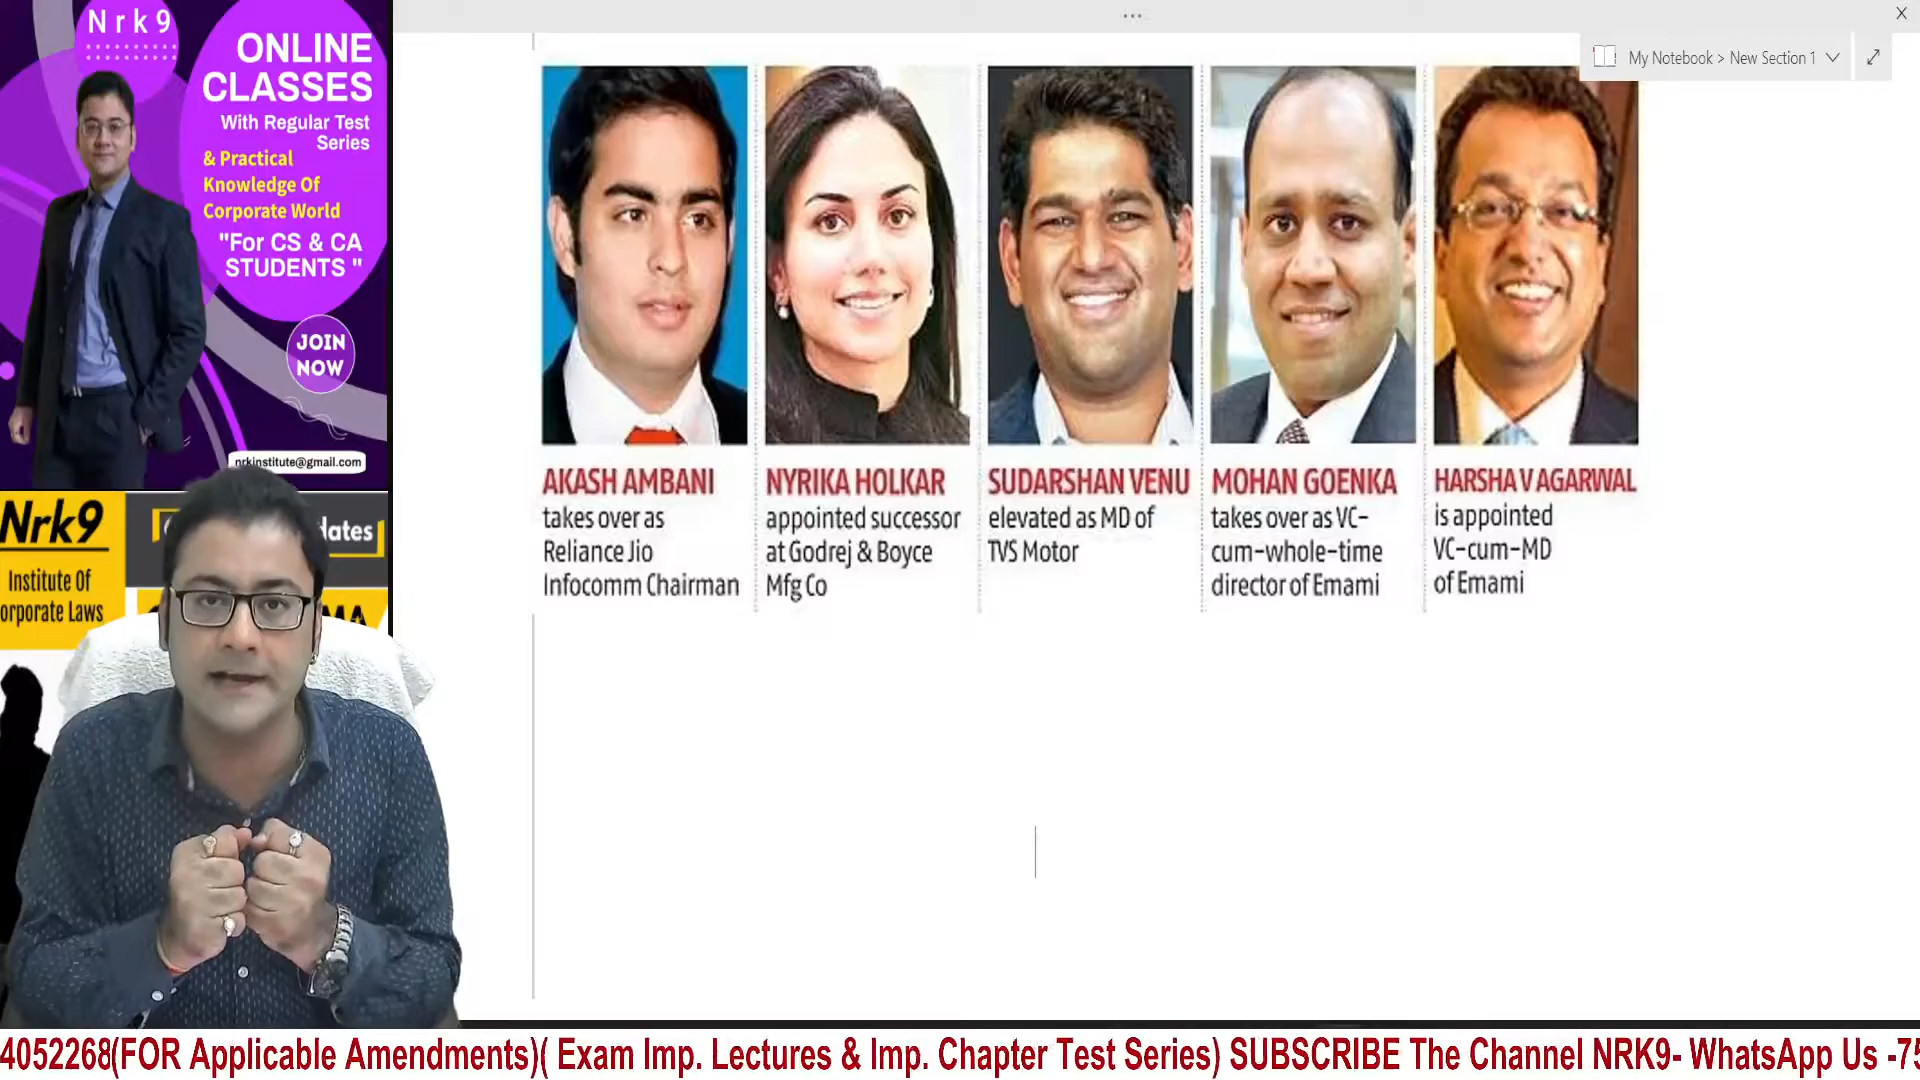 Nrk9
ONLINE
CLASSES
With Regular Test
Series
& Practical
Knowledge Of
Corporate World
"For CS & CA
STUDENTS "
JOIN
NOW
nrkinstitute@gmail.com
Nrk9
Institute Of
orporate Laws
dates
MA
...
X
My Notebook > New Section 1
AKASH AMBANI
takes over as
Reliance Jio
Infocomm Chairman
NYRIKA HOLKAR
appointed successor
at Godrej & Boyce
Mfg Co
SUDARSHAN VENU
elevated as MD of
TVS Motor
MOHAN GOENKA
takes over as VC-
cum-whole-time
director of Emami
HARSHA V AGARWAL
is appointed
VC-cum-MD
of Emami
4052268(FOR Applicable Amendments)( Exam Imp. Lectures & Imp. Chapter Test Series) SUBSCRIBE The Channel NRK9- WhatsApp Us -75